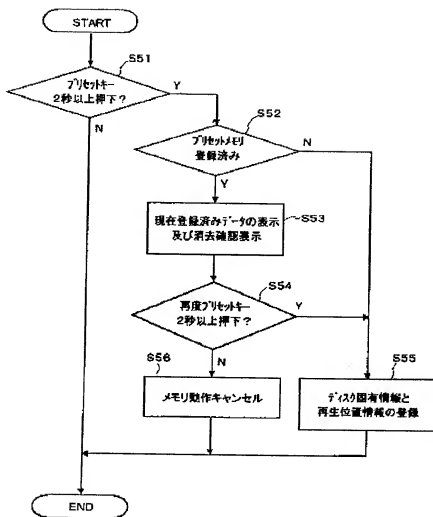 START
S51
プリセットキー
2秒以上押下?
Y
N
S52
プリセットメモリ
登録済み
N
Y
S53
現在登録済みデータの表示
及び消去確認表示
S54
再度プリセットキー
2秒以上押下?
Y
N
S56
メモリ動作キャンセル
S55
ディスク固有情報と
再生位置情報の登録
END